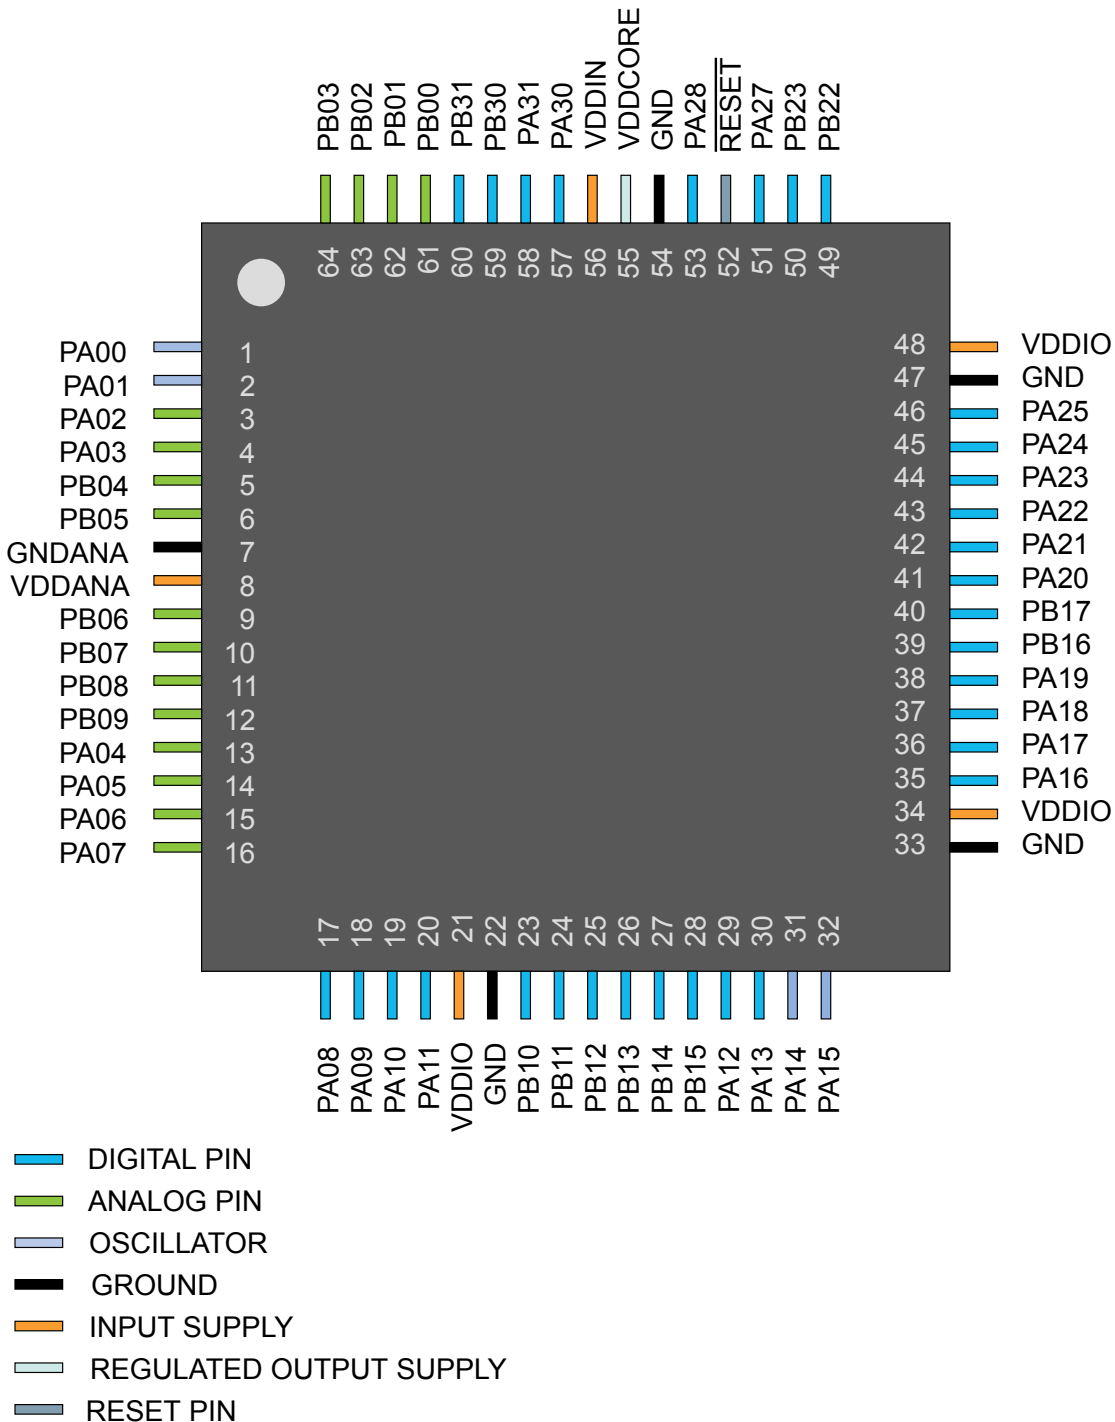 PB03
PB02
PB01
PB00
PB31
PB30
PA31
PA30
VDDIN
VDDCORE
GND
PA28
RESET
PA27
PB23
PB22
64
63
62
61
60
59
58
57
56
55
54
53
52
51
50
49
PA00 1
PA01 2
PA02 3
PA03 4
PB04 5
PB05 6
GNDANA 7
VDDANA 8
PB06 9
PB07 10
PB08 11
PB09 12
PA04 13
PA05 14
PA06 15
PA07 16
48 VDDIO
47 GND
46 PA25
45 PA24
44 PA23
43 PA22
42 PA21
41 PA20
40 PB17
39 PB16
38 PA19
37 PA18
36 PA17
35 PA16
34 VDDIO
33 GND
17
18
19
20
21
22
23
24
25
26
27
28
29
30
31
32
PA08
PA09
PA10
PA11
VDDIO
GND
PB10
PB11
PB12
PB13
PB14
PB15
PA12
PA13
PA14
PA15
DIGITAL PIN
ANALOG PIN
OSCILLATOR
GROUND
INPUT SUPPLY
REGULATED OUTPUT SUPPLY
RESET PIN